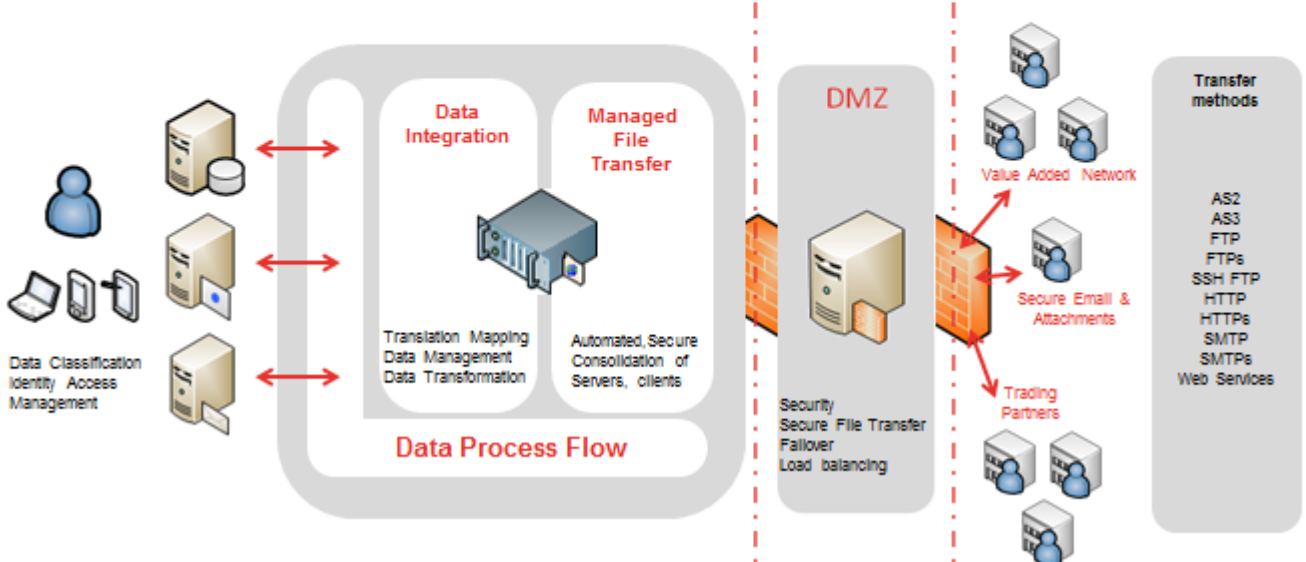 Data Classification
Identity Access
Management
Data
Integration
Translation Mapping
Data Management
Data Transformation
Managed
File
Transfer
Automated, Secure
Consolidation of
Servers, clients
Data Process Flow
DMZ
Security
Secure File Transfer
Failover
Load balancing
Value Added Network
Secure Email &
Attachments
Trading
Partners
Transfer
methods
AS2
AS3
FTP
FTPs
SSH FTP
HTTP
HTTPs
SMTP
SMTPs
Web Services